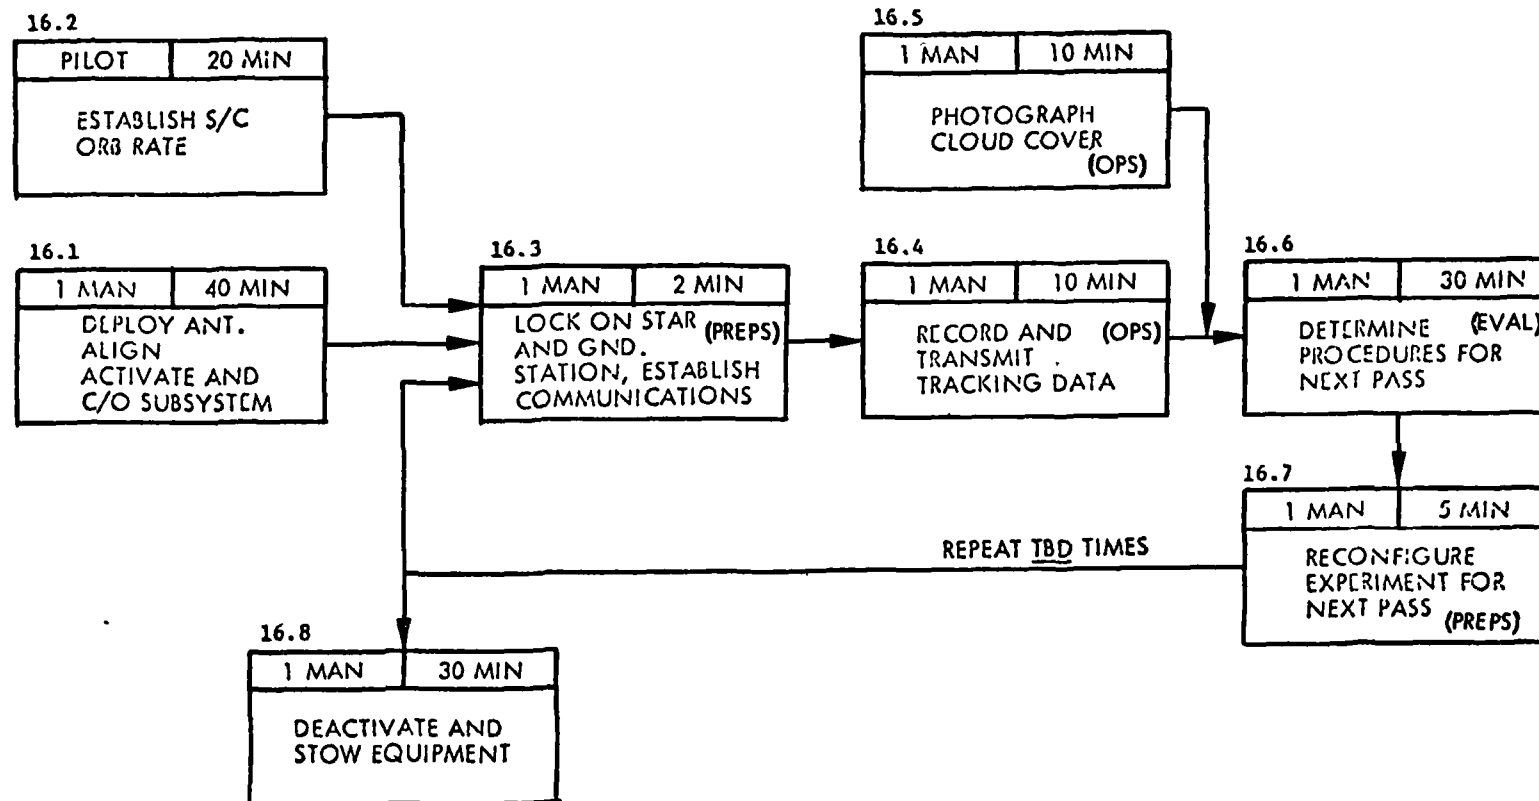 16.2
PILOT 20 MIN
ESTABLISH S/C
ORB RATE
16.5
1 MAN 10 MIN
PHOTOGRAPH
CLOUD COVER
(OPS)
16.1
1 MAN 40 MIN
DEPLOY ANT.
ALIGN
ACTIVATE AND
C/O SUBSYSTEM
16.3
1 MAN 2 MIN
LOCK ON STAR (PREPS)
AND GND.
STATION, ESTABLISH
COMMUNICATIONS
16.4
1 MAN 10 MIN
RECORD AND (OPS)
TRANSMIT
TRACKING DATA
16.6
1 MAN 30 MIN
DETERMINE (EVAL)
PROCEDURES FOR
NEXT PASS
16.7
1 MAN 5 MIN
RECONFIGURE
EXPERIMENT FOR
NEXT PASS (PREPS)
REPEAT TBD TIMES
16.8
1 MAN 30 MIN
DEACTIVATE AND
STOW EQUIPMENT